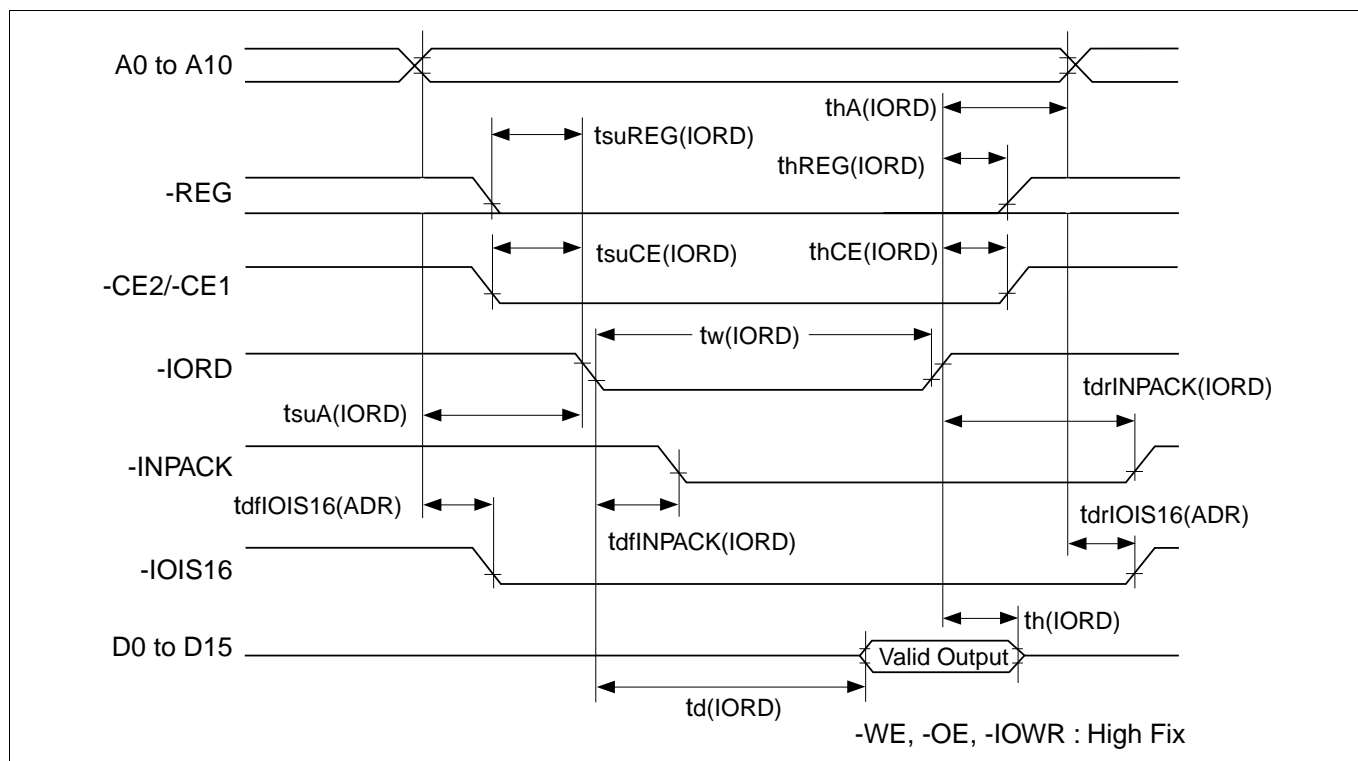 A0 to A10
thA(IORD)
tsuREG(IORD)
thREG(IORD)
-REG
tsuCE(IORD)
thCE(IORD)
-CE2/-CE1
tw(IORD)
-IORD
tdrINPACK(IORD)
tsuA(IORD)
-INPACK
tdfIOIS16(ADR)
tdrIOIS16(ADR)
tdfINPACK(IORD)
-IOIS16
th(IORD)
D0 to D15
Valid Output
td(IORD)
-WE, -OE, -IOWR : High Fix